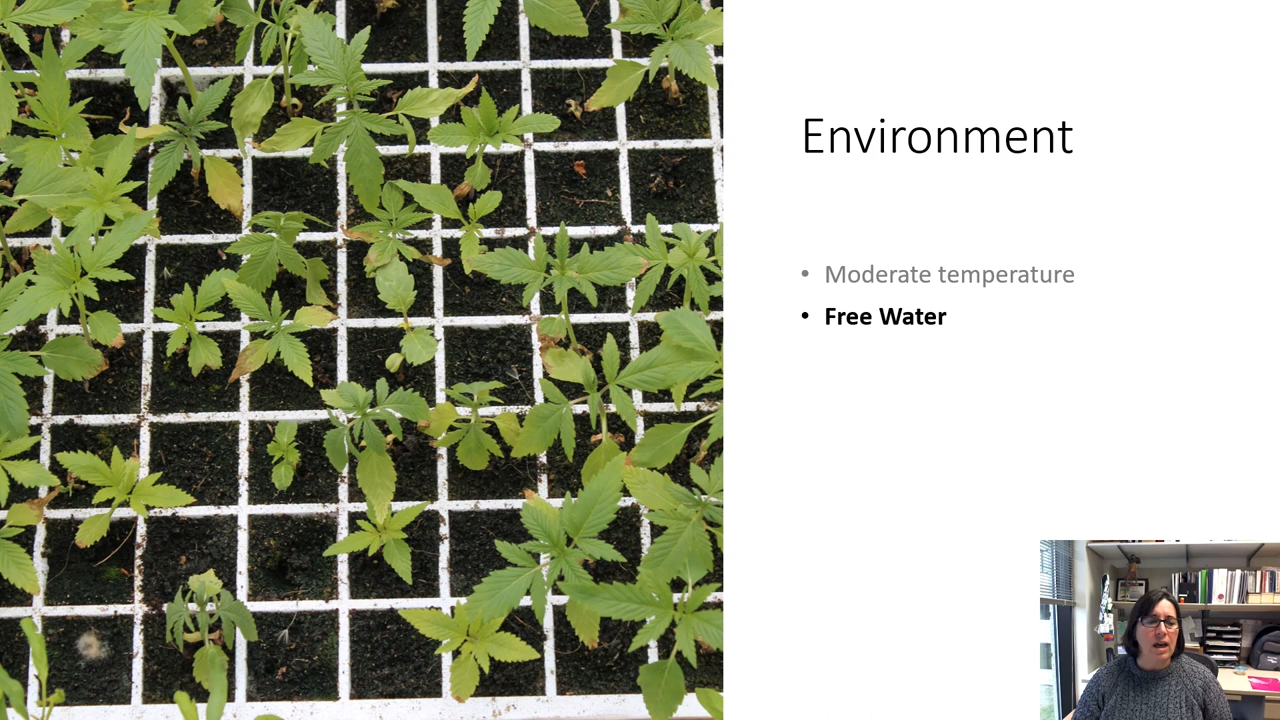 Environment
• Moderate temperature
• Free Water